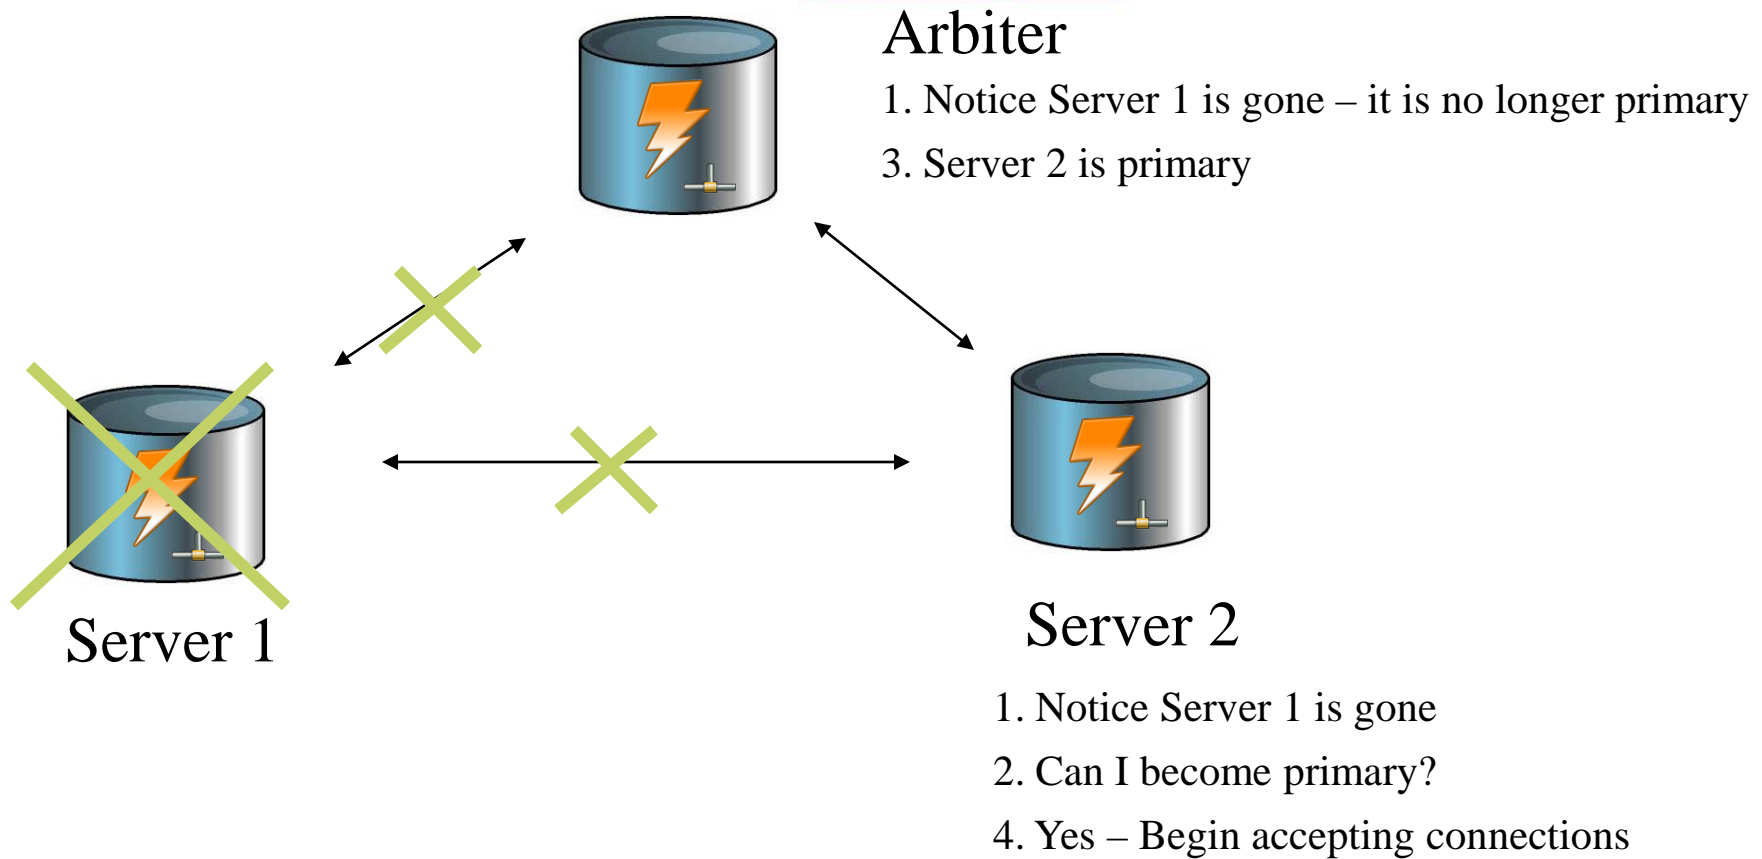 Arbiter
1. Notice Server 1 is gone – it is no longer primary
3. Server 2 is primary
Server 1
Server 2
1. Notice Server 1 is gone
2. Can I become primary?
4. Yes – Begin accepting connections